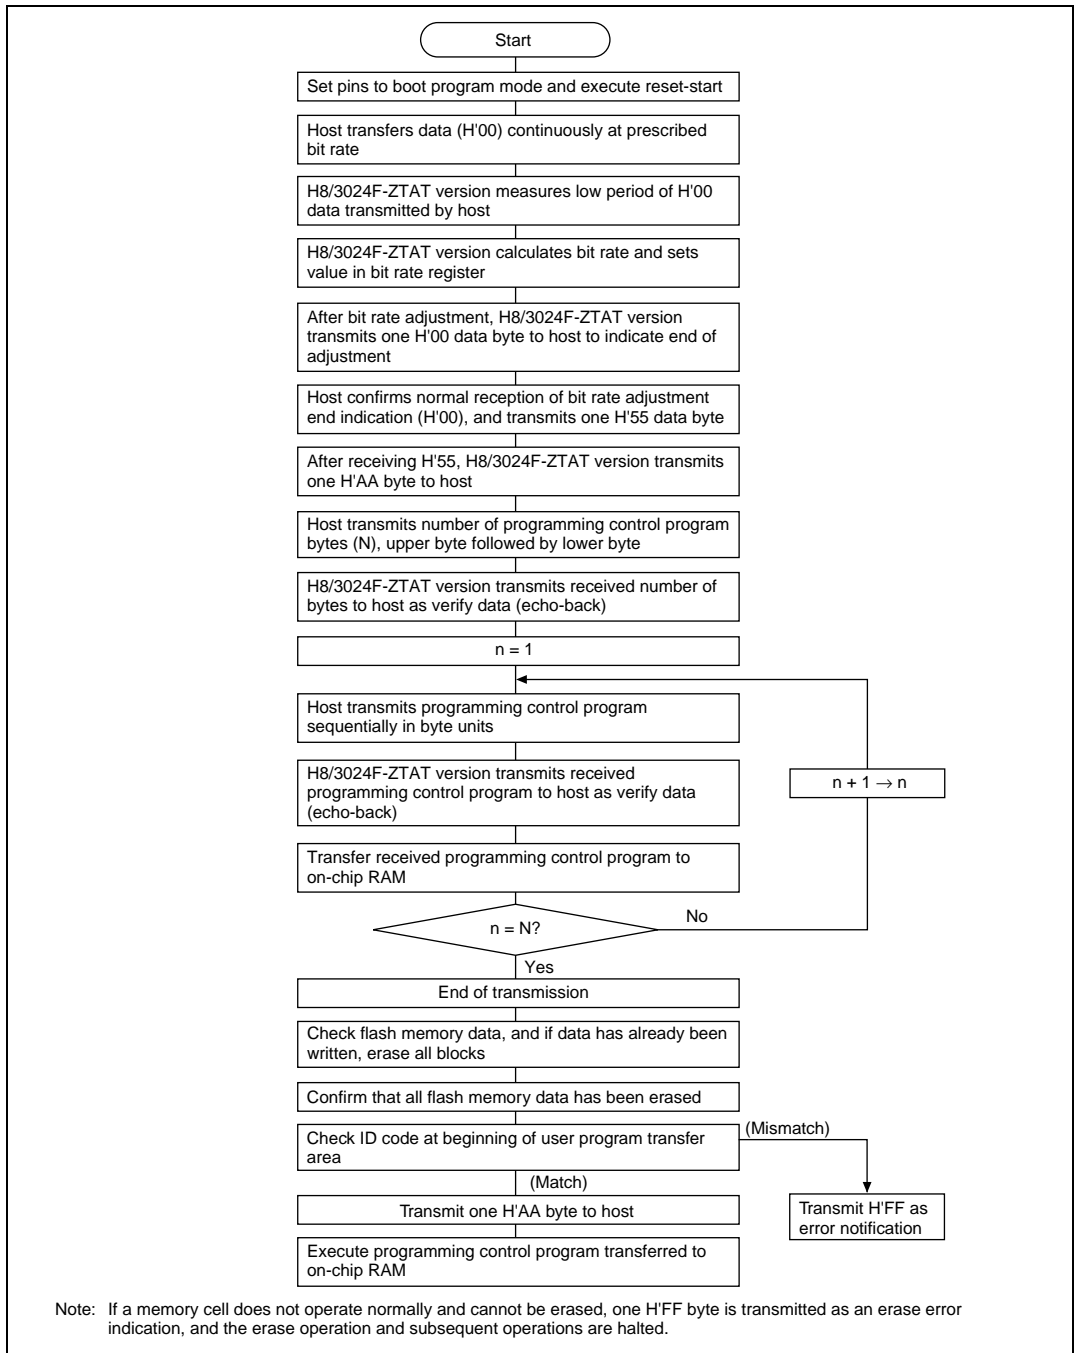 Start
Set pins to boot program mode and execute reset-start
Host transfers data (H'00) continuously at prescribed
bit rate
H8/3024F-ZTAT version measures low period of H'00
data transmitted by host
H8/3024F-ZTAT version calculates bit rate and sets
value in bit rate register
After bit rate adjustment, H8/3024F-ZTAT version
transmits one H'00 data byte to host to indicate end of
adjustment
Host confirms normal reception of bit rate adjustment
end indication (H'00), and transmits one H'55 data byte
After receiving H'55, H8/3024F-ZTAT version transmits
one H'AA byte to host
Host transmits number of programming control program
bytes (N), upper byte followed by lower byte
H8/3024F-ZTAT version transmits received number of
bytes to host as verify data (echo-back)
n = 1
Host transmits programming control program
sequentially in byte units
H8/3024F-ZTAT version transmits received
programming control program to host as verify data
(echo-back)
n + 1 → n
Transfer received programming control program to
on-chip RAM
n = N?
No
Yes
End of transmission
Check flash memory data, and if data has already been
written, erase all blocks
Confirm that all flash memory data has been erased
Check ID code at beginning of user program transfer
area
(Mismatch)
(Match)
Transmit one H'AA byte to host
Transmit H'FF as
error notification
Execute programming control program transferred to
on-chip RAM
Note: If a memory cell does not operate normally and cannot be erased, one H'FF byte is transmitted as an erase error
indication, and the erase operation and subsequent operations are halted.